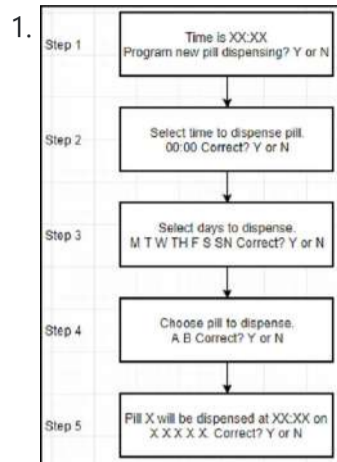 1.
Step 1
Time is XX:XX
Program new pill dispensing? Y or N
Step 2
Select time to dispense pill.
00:00 Correct? Y or N
Step 3
Select days to dispense.
M T W TH F S SN Correct? Y or N
Step 4
Choose pill to dispense.
A B Correct? Y or N
Step 5
Pill X will be dispensed at XX:XX on
X X X X X. Correct? Y or N